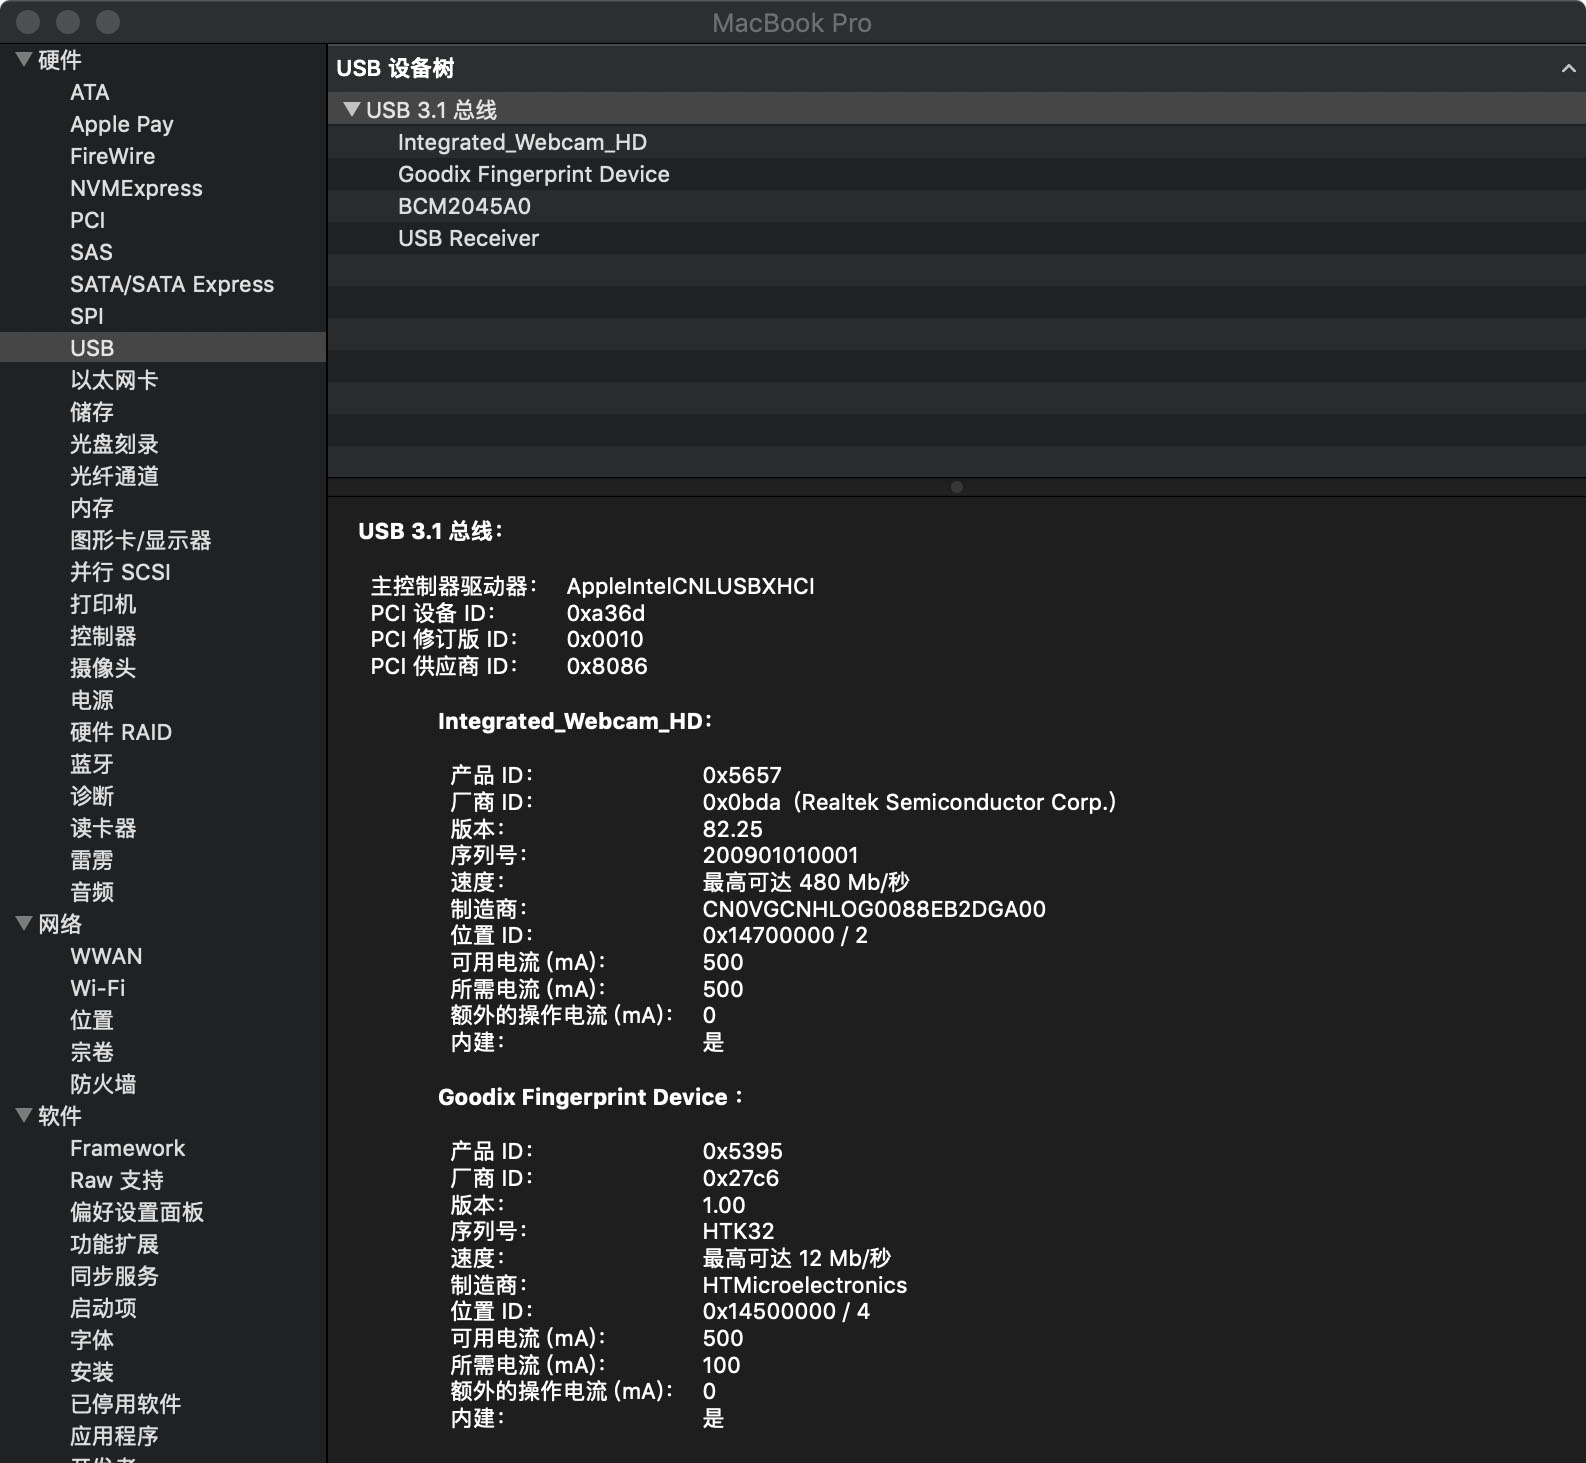 MacBook Pro
硬件
ATA
Apple Pay
FireWire
NVMExpress
PCI
SAS
SATA/SATA Express
SPI
USB
以太网卡
储存
光盘刻录
光纤通道
内存
图形卡/显示器
并行 SCSI
打印机
控制器
摄像头
电源
硬件 RAID
蓝牙
诊断
读卡器
雷雳
音频
网络
WWAN
Wi-Fi
位置
宗卷
防火墙
软件
Framework
Raw 支持
偏好设置面板
功能扩展
同步服务
启动项
字体
安装
已停用软件
应用程序
开发者
USB 设备树
USB 3.1 总线
Integrated_Webcam_HD
Goodix Fingerprint Device
BCM2045A0
USB Receiver
USB 3.1 总线：
主控制器驱动器： AppleIntelCNLUSBXHCI
PCI 设备 ID： 0xa36d
PCI 修订版 ID： 0x0010
PCI 供应商 ID： 0x8086
Integrated_Webcam_HD：
产品 ID： 0x5657
厂商 ID： 0x0bda（Realtek Semiconductor Corp.）
版本： 82.25
序列号： 200901010001
速度： 最高可达 480 Mb/秒
制造商： CN0VGCNHLOG0088EB2DGA00
位置 ID： 0x14700000 / 2
可用电流 (mA)： 500
所需电流 (mA)： 500
额外的操作电流 (mA)： 0
内建： 是
Goodix Fingerprint Device ：
产品 ID： 0x5395
厂商 ID： 0x27c6
版本： 1.00
序列号： HTK32
速度： 最高可达 12 Mb/秒
制造商： HTMicroelectronics
位置 ID： 0x14500000 / 4
可用电流 (mA)： 500
所需电流 (mA)： 100
额外的操作电流 (mA)： 0
内建： 是